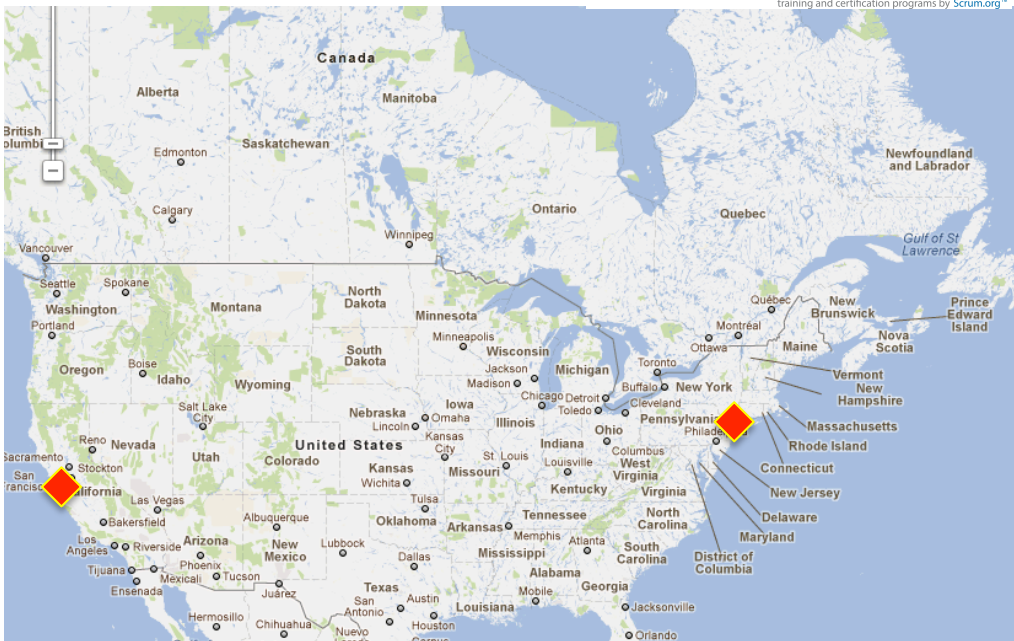 training and certification programs by Scrum.org™
Canada
Alberta
Manitoba
British
Saskatchewan
Edmonton
Newfoundland
and Labrador
Calgary
Ontario
Quebec
Winnipeg
Gulf of St
Lawrence
Vancouver
Seattle
Spokane
Washington
Montana
North
Dakota
Minnesota
Québec
New
Brunswick
Prince
Edward
Island
Portland
Minneapolis
Montréal
Ottawa
Maine
Nova
Scotia
Oregon
Boise
Idaho
South
Dakota
Wisconsin
Jackson
Madison
Michigan
Toronto
Vermont
Wyoming
Buffalo
New York
New
Hampshire
Salt Lake
City
Nebraska
Lincoln
Omaha
Iowa
Chicago
Detroit
Toledo
Cleveland
Illinois
Pennsylvani
Massachusetts
Reno
Nevada
United States
Kansas
City
Indiana
Ohio
Columbus
Philade
Rhode Island
Sacramento
Stockton
Utah
Colorado
Kansas
Wichita
St. Louis
Missouri
Louisville
West
Virginia
Connecticut
San
Francisc
lifornia
Las Vegas
Tulsa
Kentucky
Virginia
New Jersey
Bakersfield
Albuquerque
Oklahoma
Arkansas
Tennessee
Memphis
North
Carolina
Delaware
Maryland
Los
Angeles
Riverside
Arizona
Phoenix
New
Mexico
Lubbock
Dallas
Mississippi
Atlanta
South
Carolina
District of
Columbia
Tijuana
Mexicali
Tucson
Ensenada
Juárez
Texas
Alabama
Georgia
San
Antonio
Austin
Louisiana
Mobile
Jacksonville
Hermosillo
Chihuahua
Nuevo
Houston
Orlando